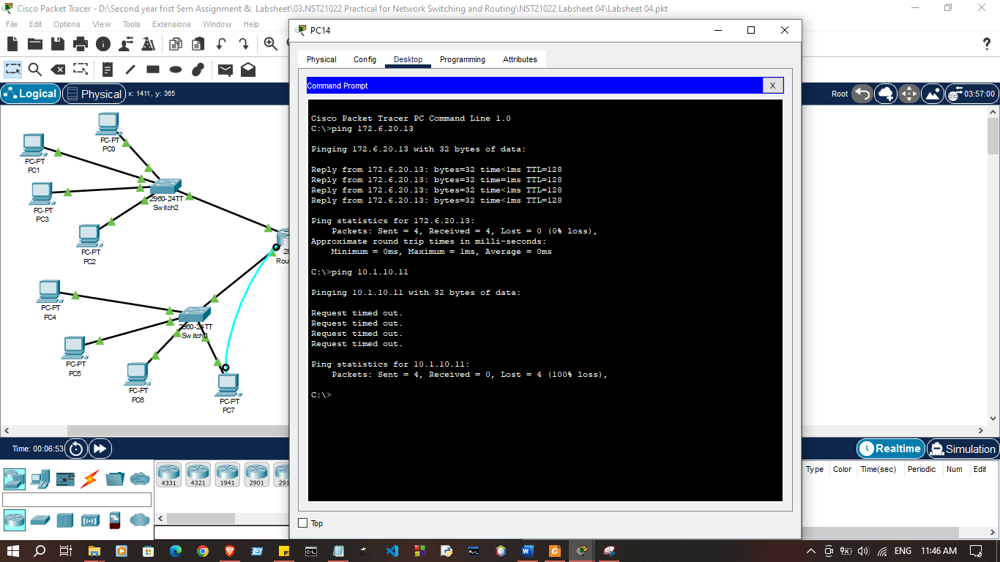 Cisco Packet Tracer - D:\Second year frist Sem Assignment & Labsheet\03.NST21022 Practical for Network Switching and Routing\NST21022 Labsheet 04\Labsheet 04.pkt
File Edit Options View Tools Extensions Window Help
PC14
Physical Config Desktop Programming Attributes
Logical Physical x: 1411, y: 365
Root 03:57:00
Command Prompt X
Cisco Packet Tracer PC Command Line 1.0
C:\>ping 172.6.20.13
Pinging 172.6.20.13 with 32 bytes of data:
Reply from 172.6.20.13: bytes=32 time<1ms TTL=128
Reply from 172.6.20.13: bytes=32 time=1ms TTL=128
Reply from 172.6.20.13: bytes=32 time<1ms TTL=128
Reply from 172.6.20.13: bytes=32 time<1ms TTL=128
Ping statistics for 172.6.20.13:
Packets: Sent = 4, Received = 4, Lost = 0 (0% loss),
Approximate round trip times in milli-seconds:
Minimum = 0ms, Maximum = 1ms, Average = 0ms
C:\>ping 10.1.10.11
Pinging 10.1.10.11 with 32 bytes of data:
Request timed out.
Request timed out.
Request timed out.
Request timed out.
Ping statistics for 10.1.10.11:
Packets: Sent = 4, Received = 0, Lost = 4 (100% loss),
C:\>
Top
PC-PT
PC0
PC-PT
PC1
PC-PT
PC3
2960-24TT
Switch2
PC-PT
PC2
28
Rou
PC-PT
PC4
2960-24TT
Switch0
PC-PT
PC5
PC-PT
PC6
PC-PT
PC7
Time: 00:06:53
Realtime Simulation
4331 4321 1941 2901 291
Type Color Time(sec) Periodic Num Edit
ENG 11:46 AM